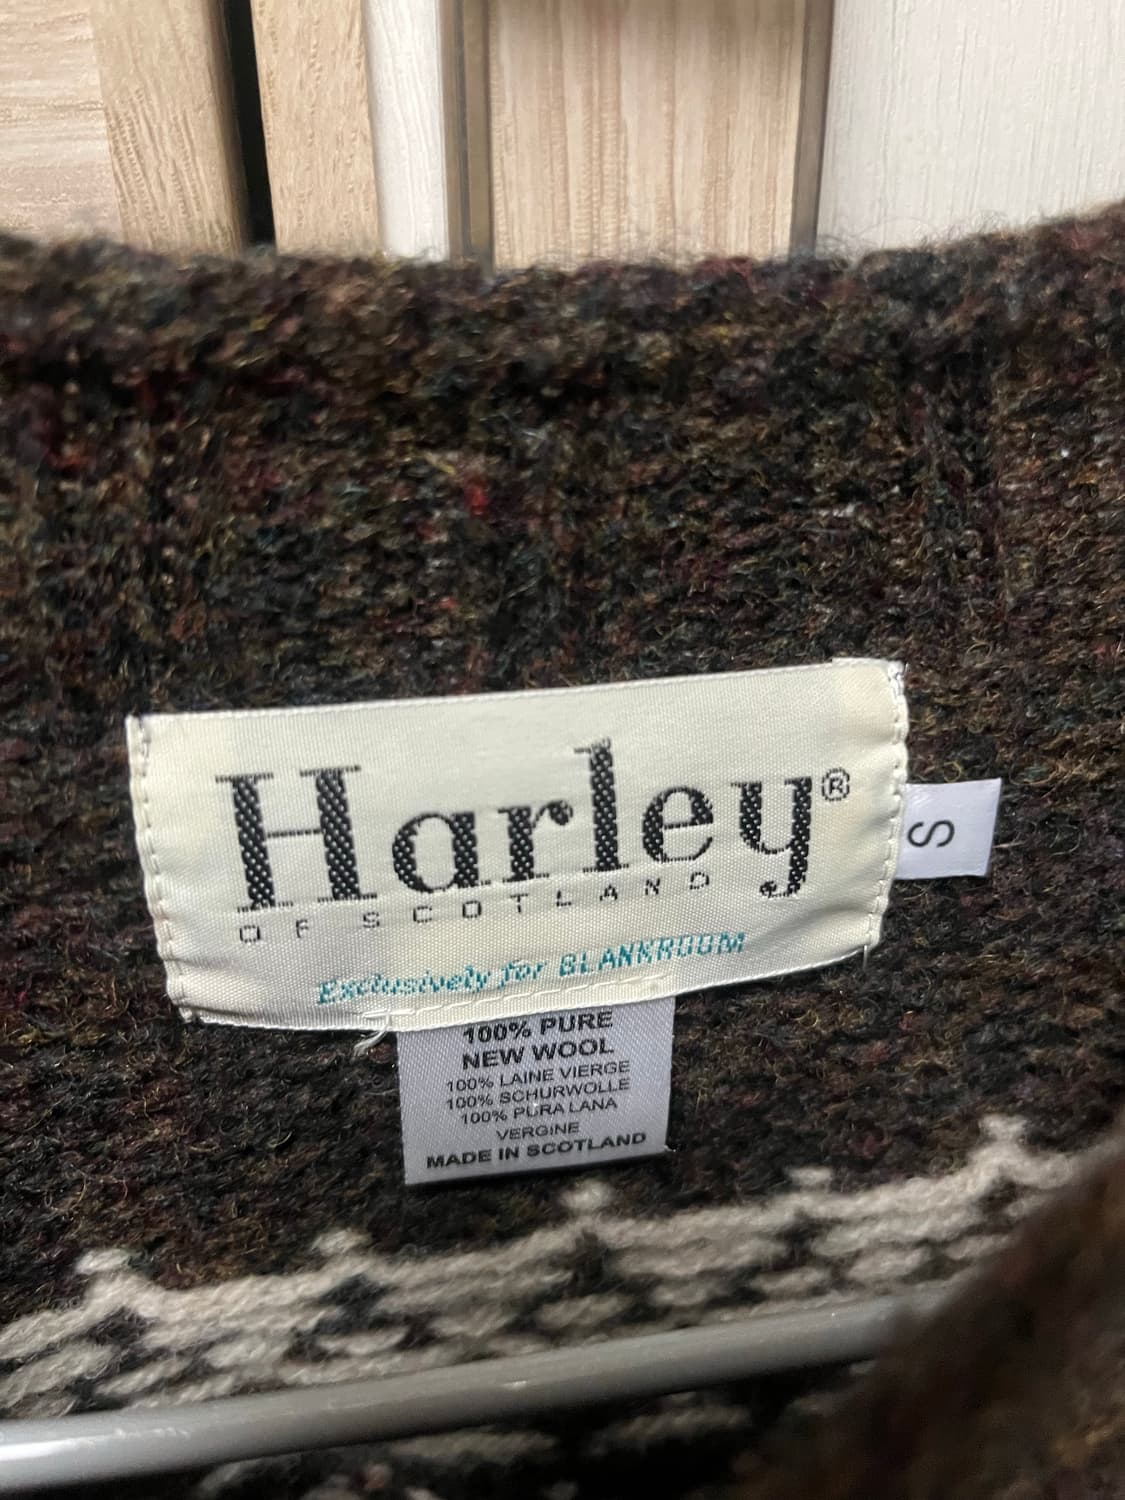 Harley®
OF SCOTLAND
Exclusively for BLANKROOM
S
100% PURE
NEW WOOL
100% LAINE VIERGE
100% SCHURWOLLE
100% PURA LANA
VERGINE
MADE IN SCOTLAND